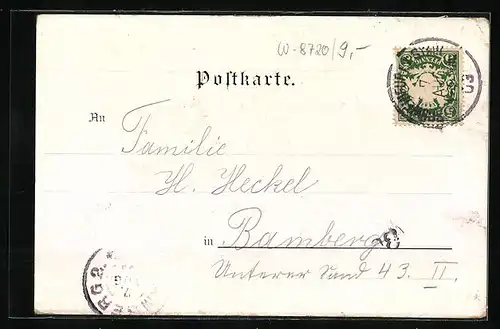 W-8720/9,-
Postkarte.
An
Familie
H. Heckel
in Bamberg
Unterer Sand 43. II.